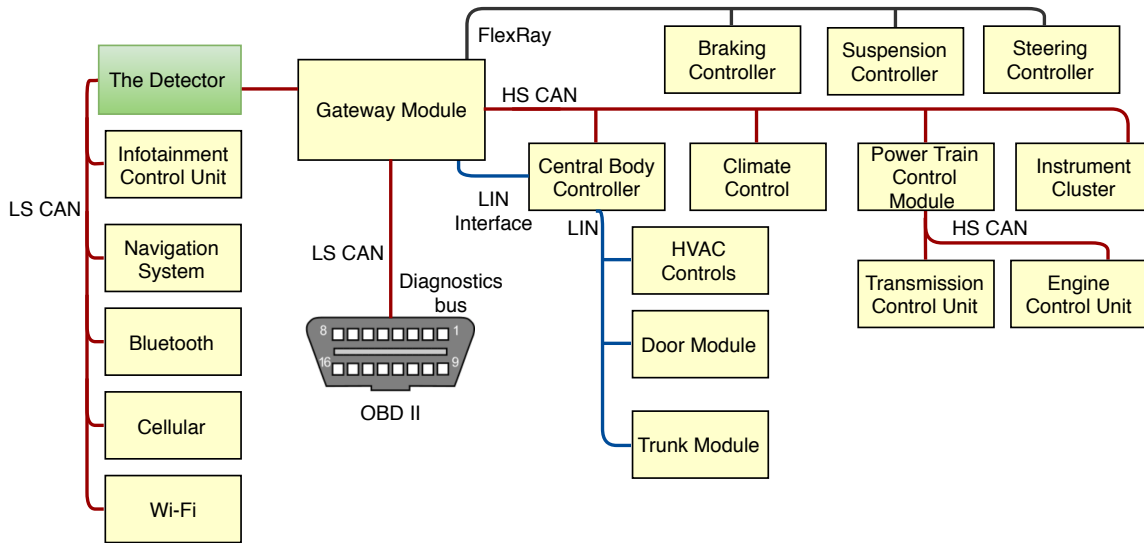 FlexRay
Braking
Controller
Suspension
Controller
Steering
Controller
The Detector
Gateway Module
HS CAN
Infotainment
Control Unit
Central Body
Controller
Climate
Control
Power Train
Control
Module
Instrument
Cluster
LS CAN
LIN
Interface
LIN
HS CAN
Navigation
System
LS CAN
HVAC
Controls
Transmission
Control Unit
Engine
Control Unit
Diagnostics
bus
Bluetooth
8
1
16
9
Door Module
OBD II
Cellular
Trunk Module
Wi-Fi